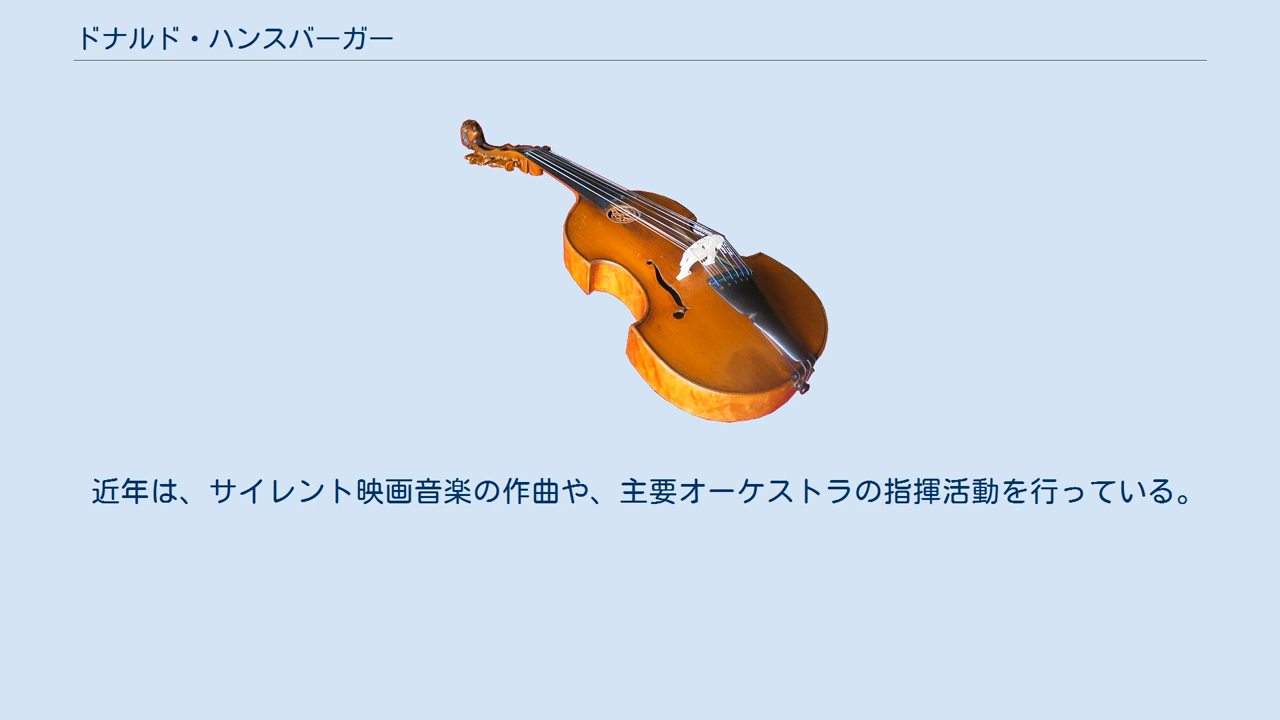 ドナルド・ハンスバーガー
近年は、サイレント映画音楽の作曲や、主要オーケストラの指揮活動を行っている。